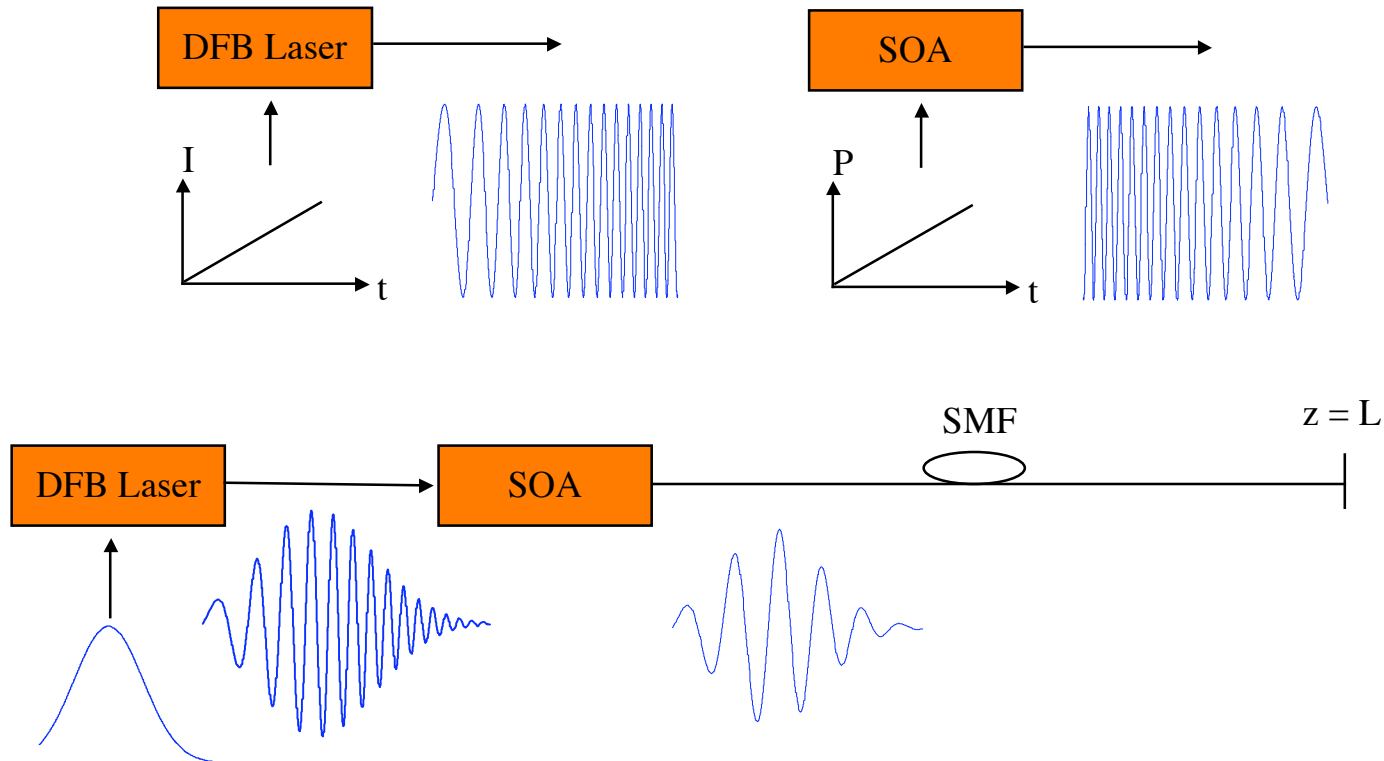 DFB Laser
I
t
SOA
P
t
DFB Laser
SOA
SMF
z = L